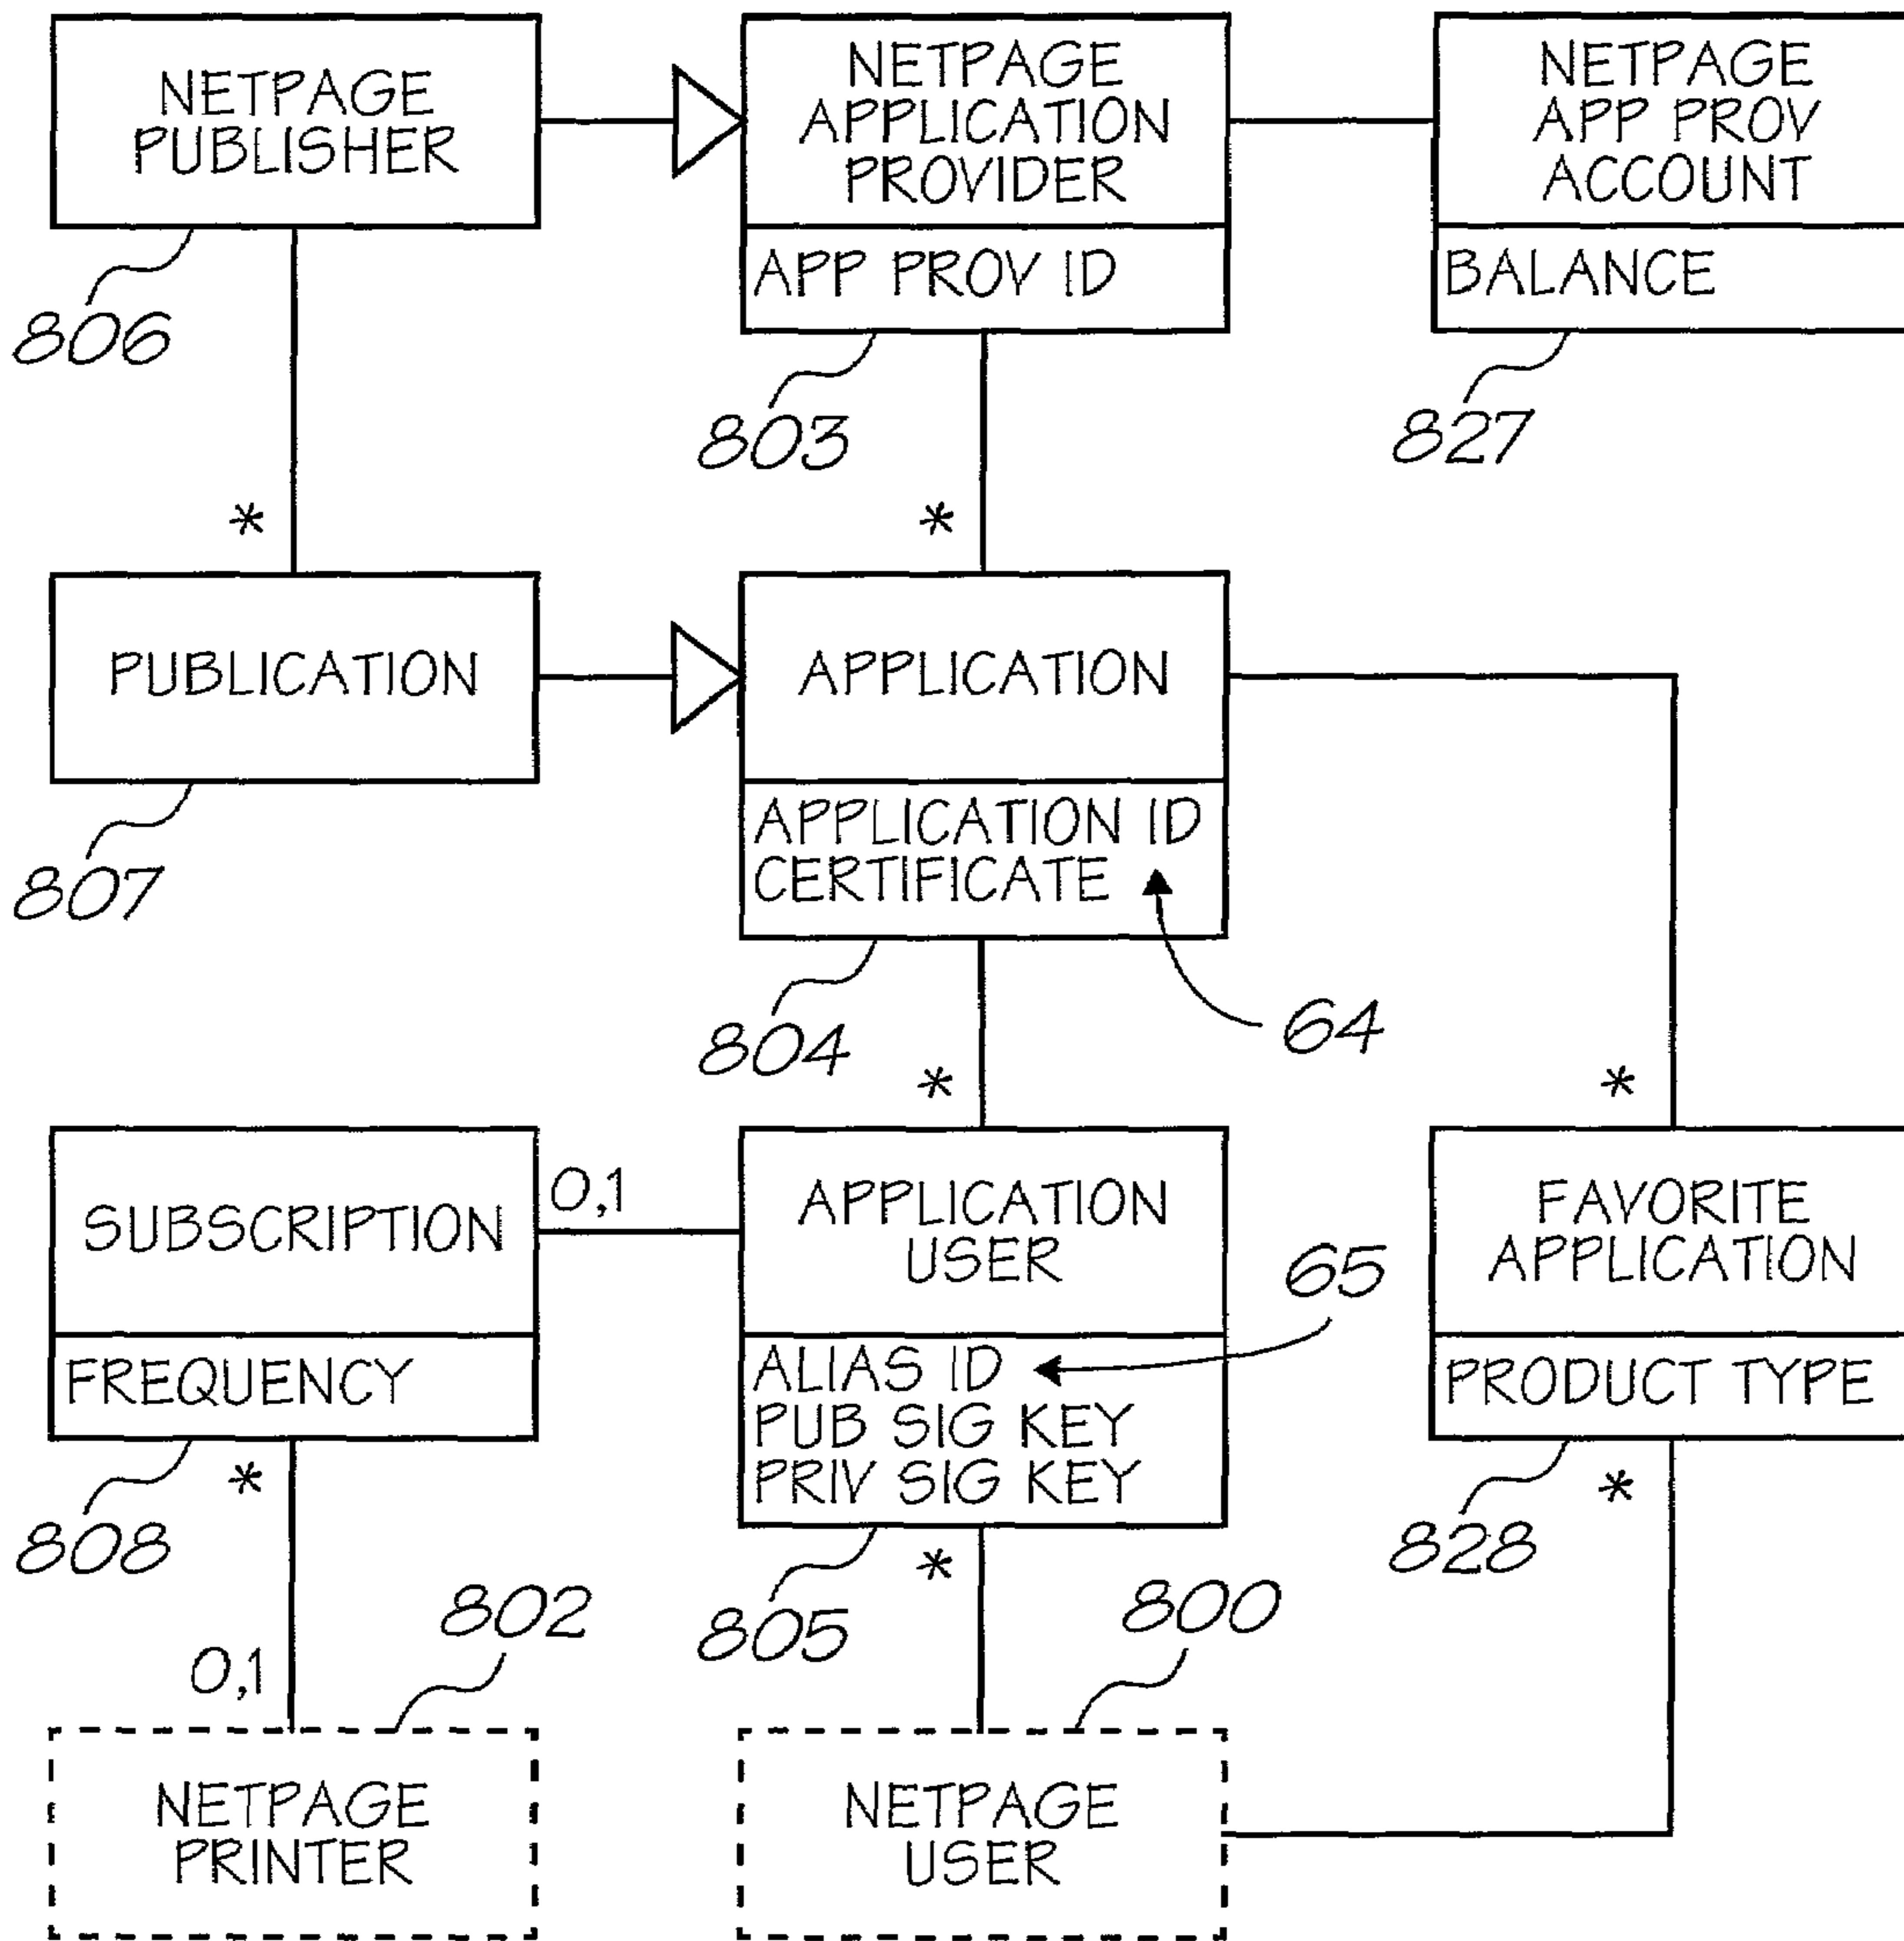 NETPAGE
PUBLISHER
806
NETPAGE
APPLICATION
PROVIDER
APP PROV ID
803
NETPAGE
APP PROV
ACCOUNT
BALANCE
827
*
*
PUBLICATION
807
APPLICATION
APPLICATION ID
CERTIFICATE
804
64
*
*
SUBSCRIPTION
FREQUENCY
808
0,1
APPLICATION
USER
ALIAS ID
PUB SIG KEY
PRIV SIG KEY
805
65
FAVORITE
APPLICATION
PRODUCT TYPE
828
*
*
*
0,1
802
800
NETPAGE
PRINTER
NETPAGE
USER